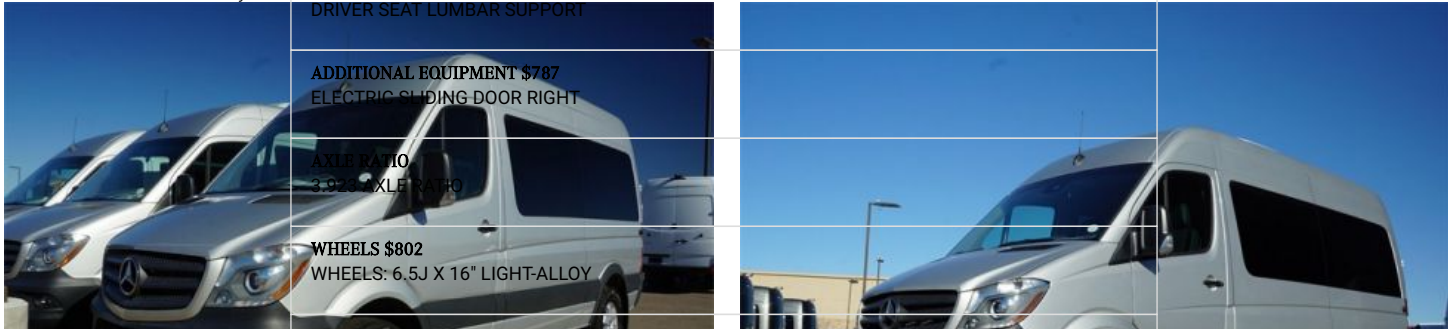 DRIVER SEAT LUMBAR SUPPORT
ADDITIONAL EQUIPMENT $787
ELECTRIC SLIDING DOOR RIGHT
AXLE RATIO
3.923 AXLE RATIO
WHEELS $802
WHEELS: 6.5J X 16" LIGHT-ALLOY